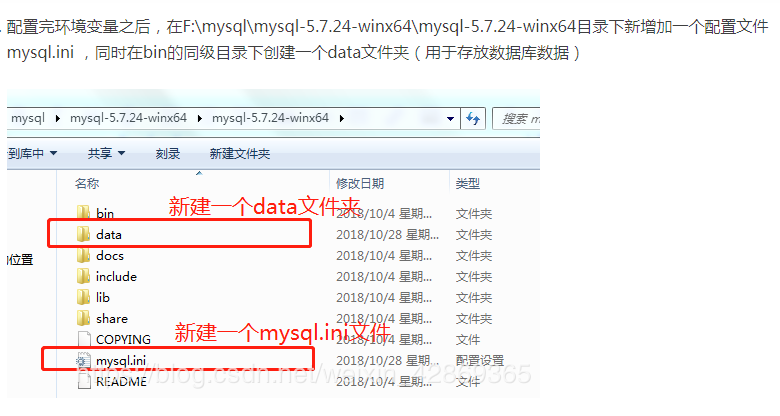 . 配置完环境变量之后，在F:\mysql\mysql-5.7.24-winx64\mysql-5.7.24-winx64目录下新增加一个配置文件
mysql.ini ，同时在bin的同级目录下创建一个data文件夹（用于存放数据库数据）
mysql mysql-5.7.24-winx64 mysql-5.7.24-winx64 搜索 m
到库中 共享 刻录 新建文件夹
名称 修改日期 类型
新建一个data文件夹
bin 2018/10/4 星期... 文件夹
data 2018/10/28 星期... 文件夹
docs 2018/10/4 星期... 文件夹
位置
include 2018/10/4 星期... 文件夹
lib 2018/10/4 星期... 文件夹
share 2018/10/4 星期... 文件夹
新建一个mysql.ini文件
COPYING 2018/10/4 星期... 文件
mysql.ini 2018/10/28 星期... 配置设置
README 2018/10/4 星期... 文件
http://blog.csdn.net/weixin_42869365